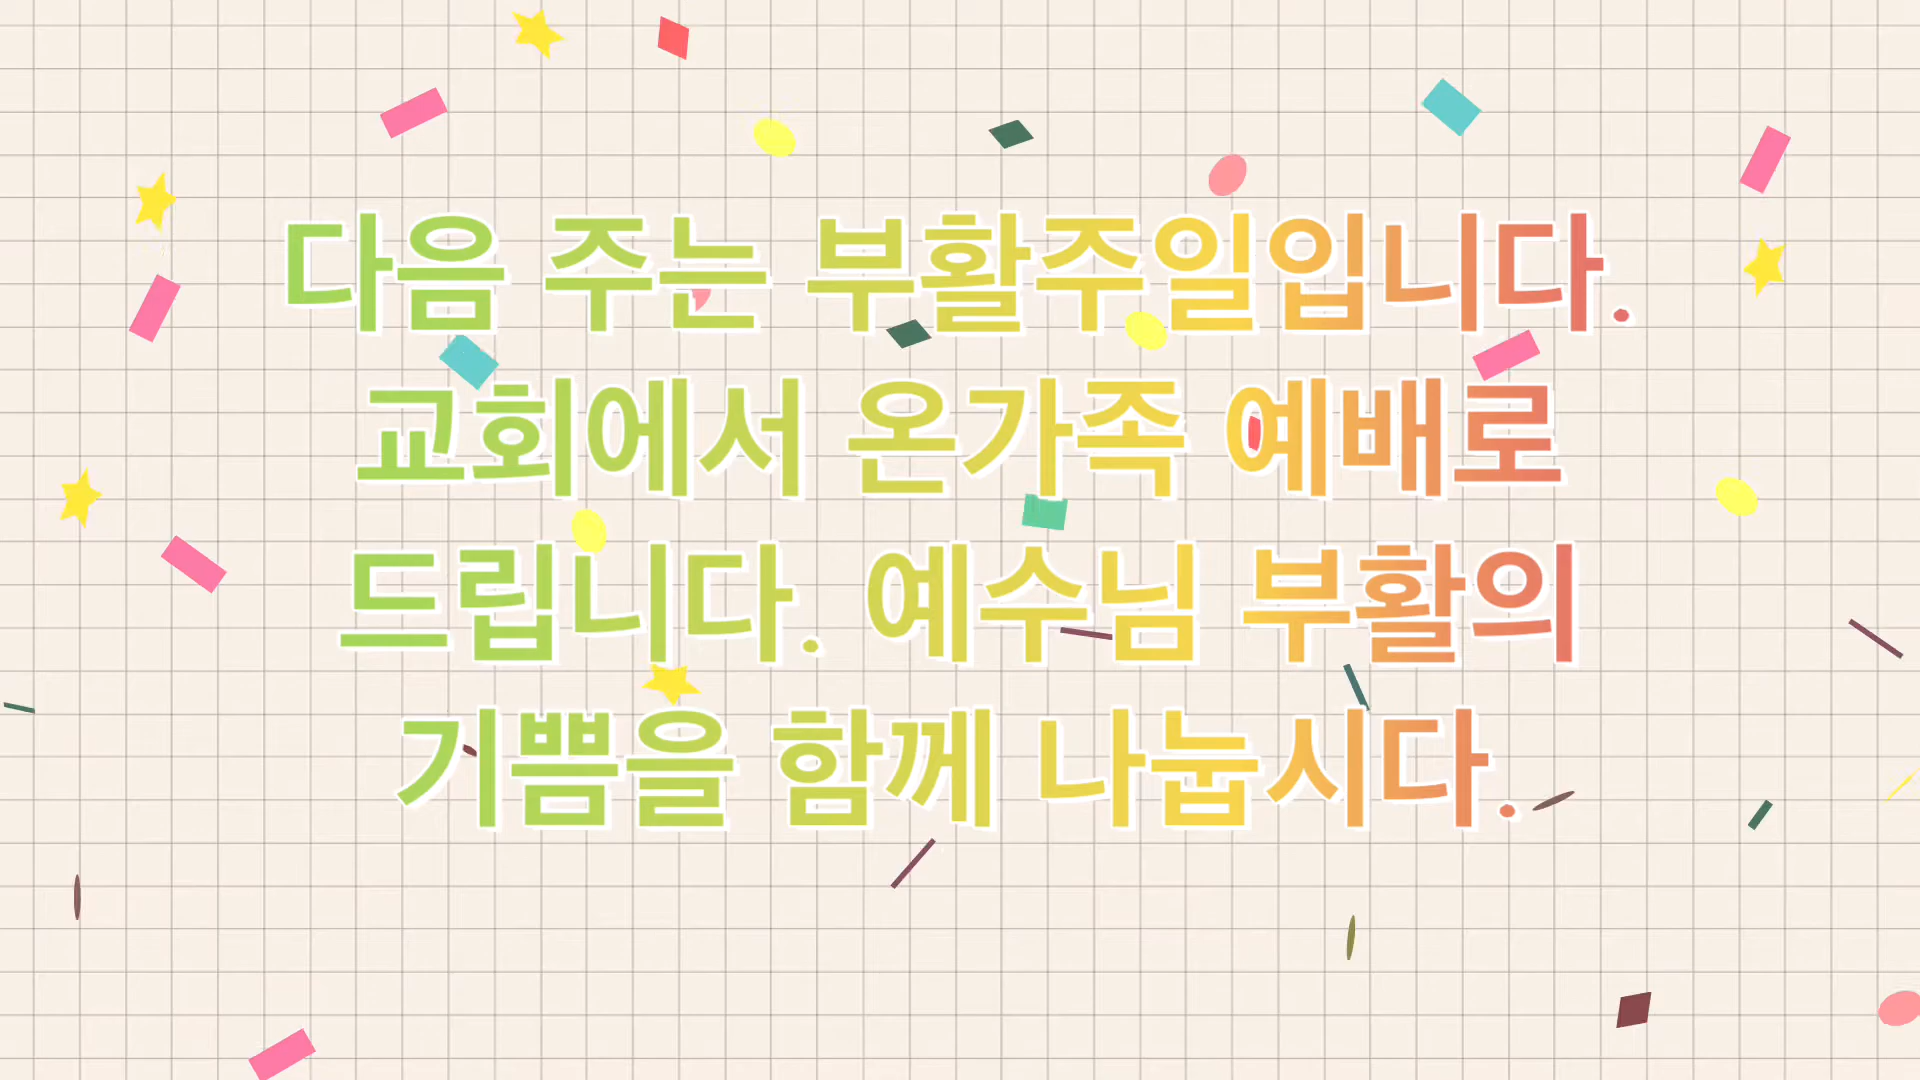 다음 주는 부활주일입니다.
교회에서 온가족 예배로
드립니다. 예수님 부활의
기쁨을 함께 나눕시다.